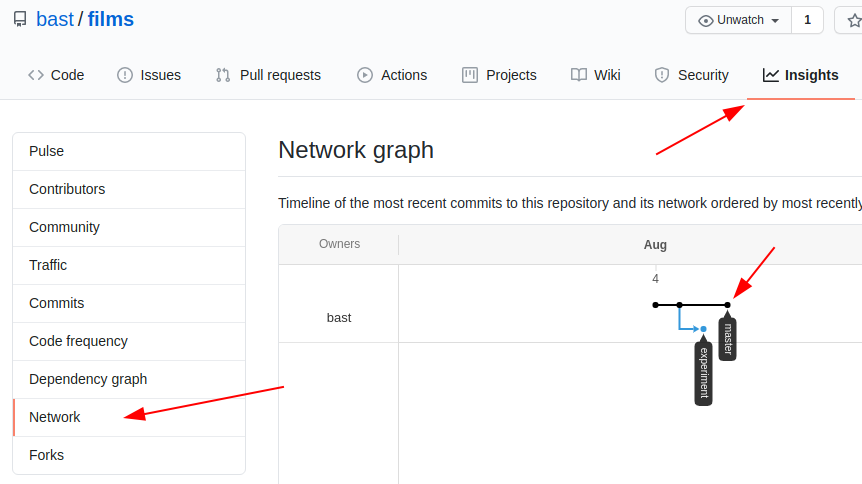 bast / films
Unwatch
1
Code
Issues
Pull requests
Actions
Projects
Wiki
Security
Insights
Pulse
Contributors
Community
Traffic
Commits
Code frequency
Dependency graph
Network
Forks
Network graph
Timeline of the most recent commits to this repository and its network ordered by most recently
Owners
Aug
4
bast
master
experiment